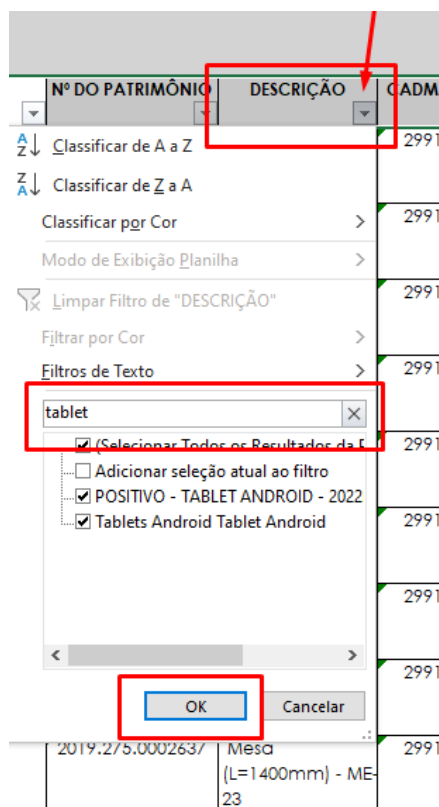 Nº DO PATRIMÔNIO DESCRIÇÃO CADM
Classificar de A a Z 2991
Classificar de Z a A
Classificar por Cor 2991
Modo de Exibição Planilha
Limpar Filtro de "DESCRIÇÃO" 2991
Filtrar por Cor
Filtros de Texto 2991
tablet
(Selecionar Todos os Resultados da P 2991
Adicionar seleção atual ao filtro
POSITIVO - TABLET ANDROID - 2022
Tablets Android Tablet Android 2991
2991
2991
OK Cancelar
2019.275.0002637 Mesa 2991
(L=1400mm) - ME-
23